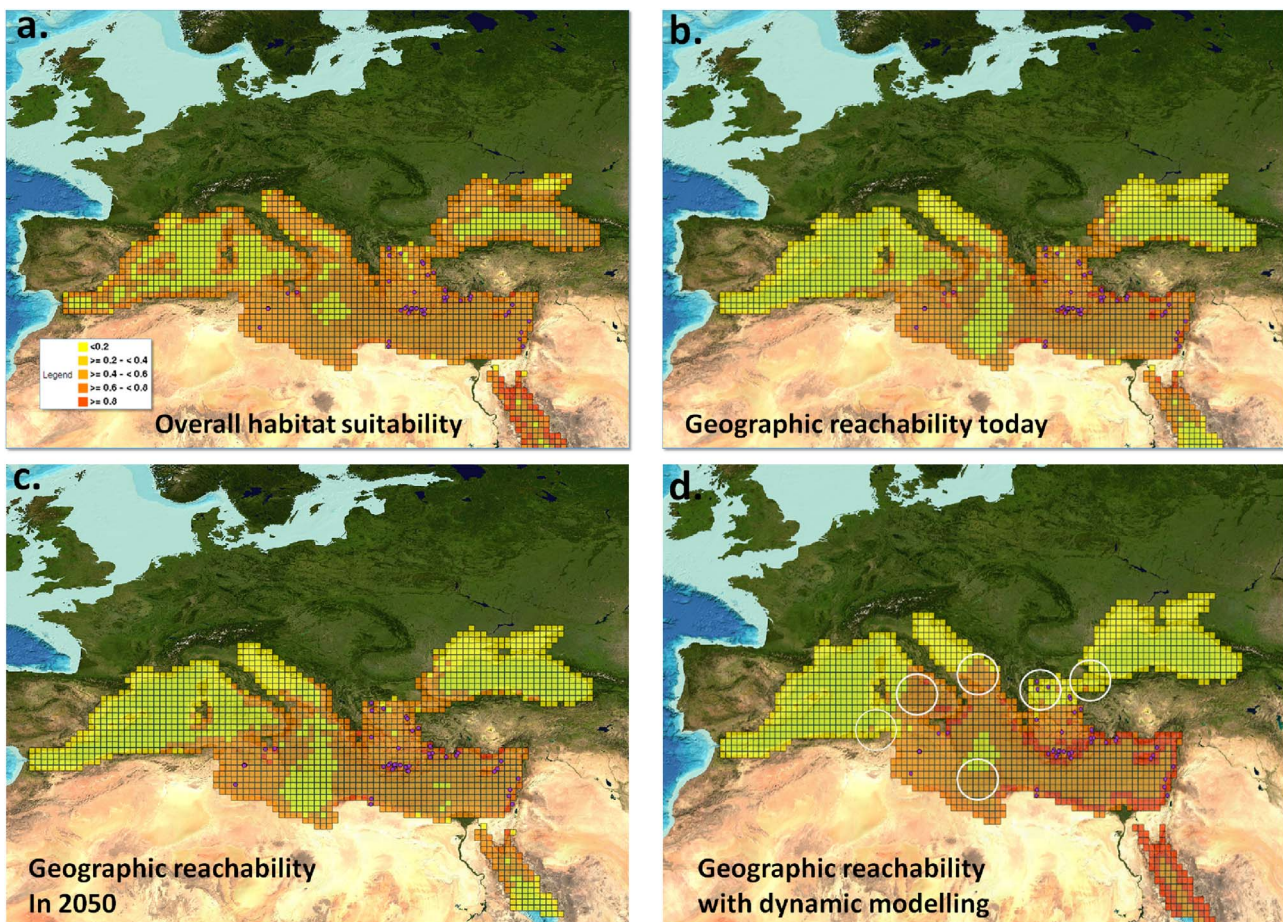 a.
Legend
<0.2
>= 0.2 - < 0.4
>= 0.4 - < 0.6
>= 0.6 - < 0.8
>= 0.8
Overall habitat suitability
b.
Geographic reachability today
c.
Geographic reachability
In 2050
d.
Geographic reachability
with dynamic modelling